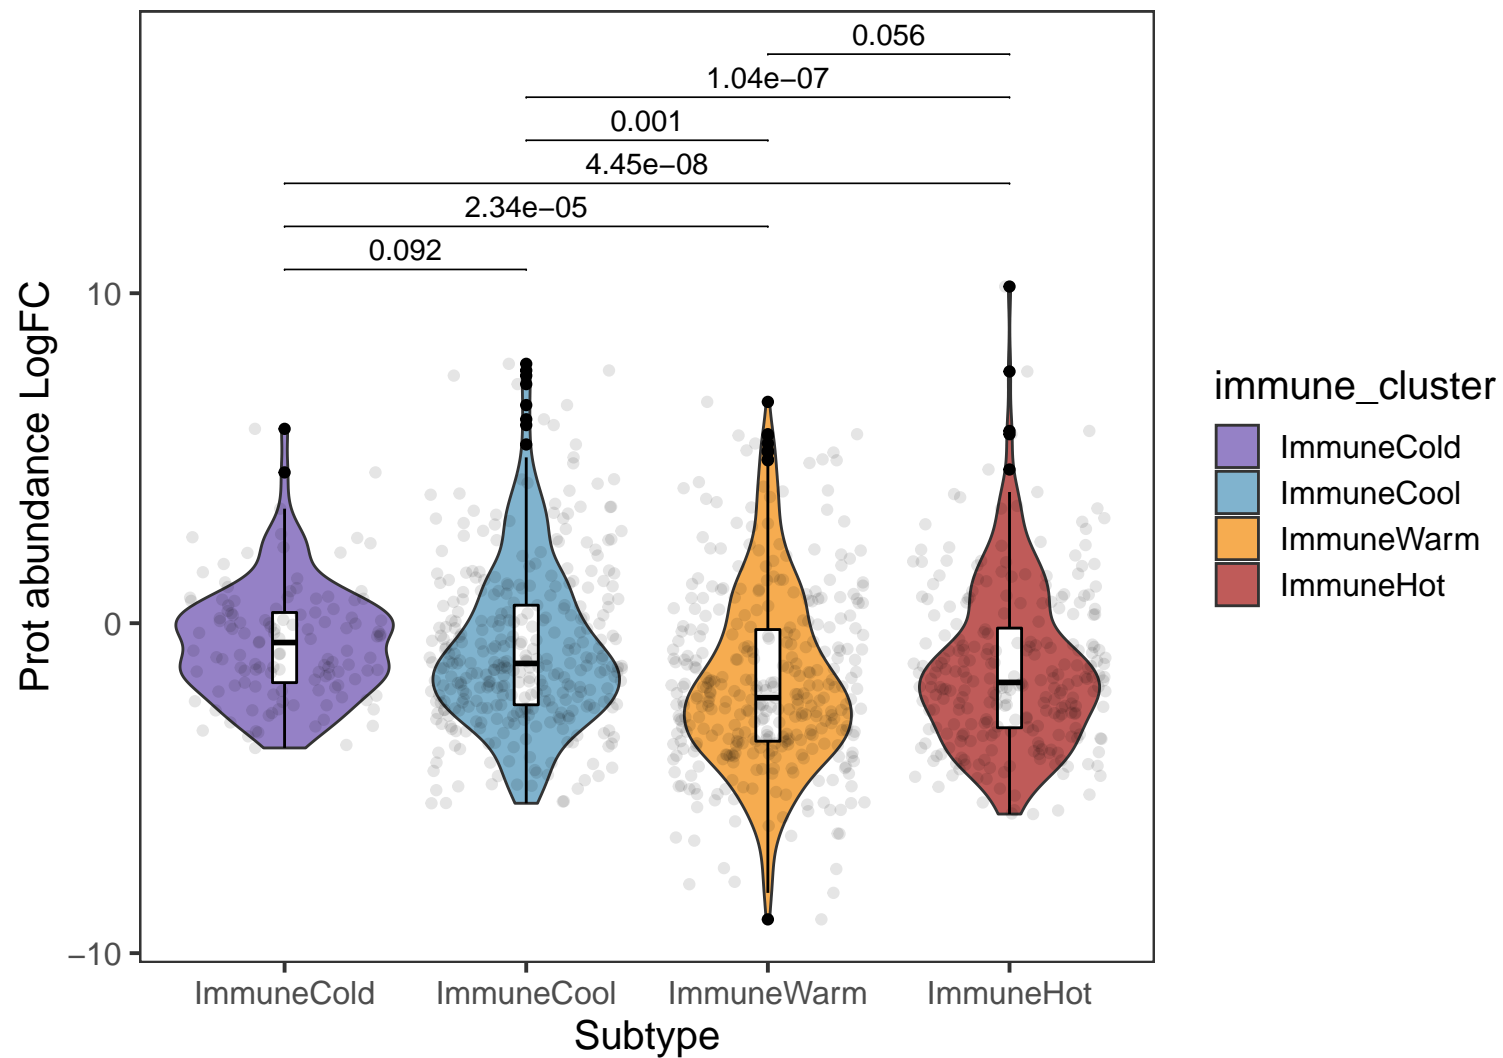 0.056
1.04e−07
0.001
4.45e−08
2.34e−05
0.092
10
0
−10
Prot abundance LogFC
ImmuneCold
ImmuneCool
ImmuneWarm
ImmuneHot
Subtype
immune_cluster
ImmuneCold
ImmuneCool
ImmuneWarm
ImmuneHot